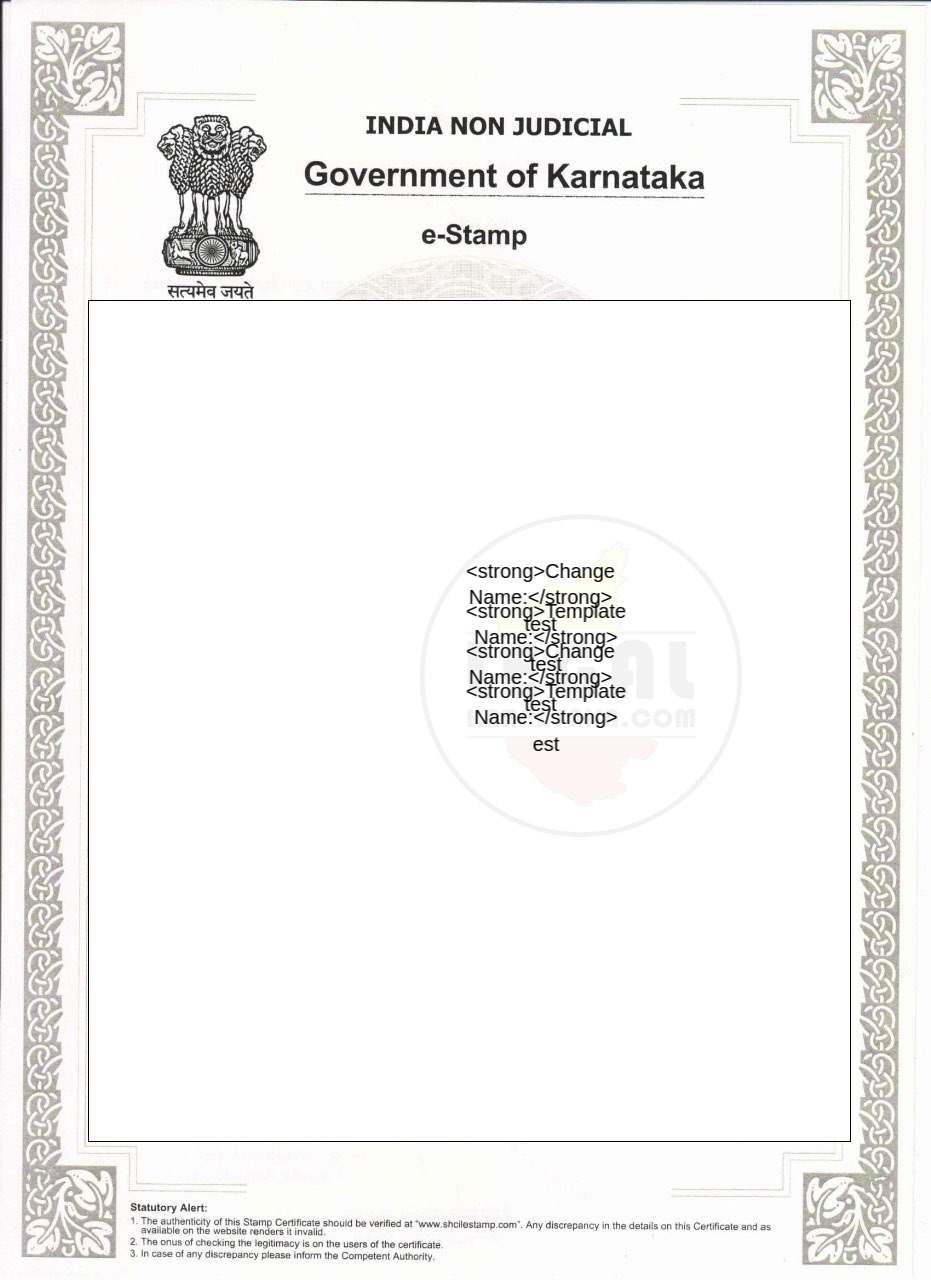 INDIA NON JUDICIAL
Government of Karnataka
e-Stamp
सत्यमेव जयते
<strong>Change
Name:</strong>
<strong>Template
test
Name:</strong>
<strong>Change
test
Name:</strong>
<strong>Template
test
Name:</strong>
est
Statutory Alert:
1. The authenticity of this Stamp Certificate should be verified at "www.shcilestamp.com". Any discrepancy in the details on this Certificate and as
available on the website renders it invalid.
2. The onus of checking the legitimacy is on the users of the certificate.
3. In case of any discrepancy please inform the Competent Authority.